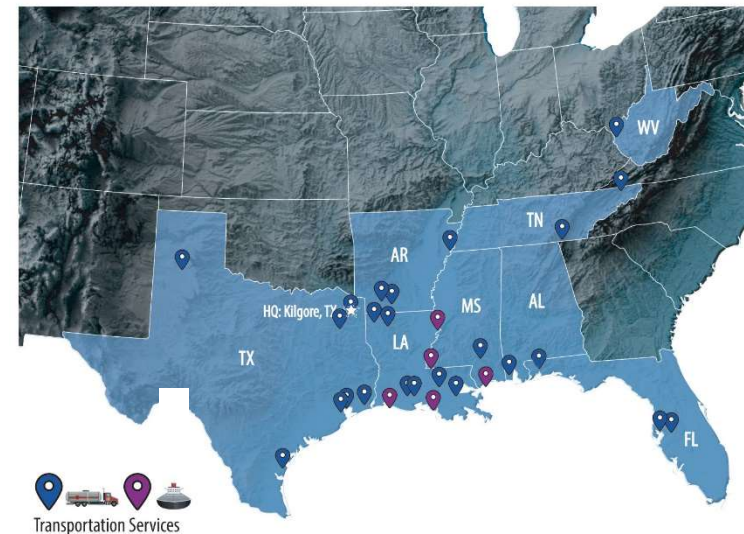 WV
TN
AR
HQ: Kilgore, TX
MS
AL
LA
TX
FL
Transportation Services